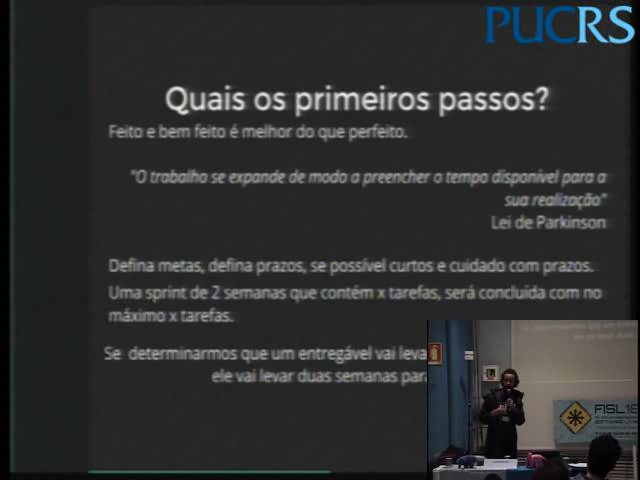 PUCRS
Quais os primeiros passos?
Feito e bem feito é melhor do que perfeito.
"O trabalho se expande de modo a preencher o tempo disponível para a
sua realização"
Lei de Parkinson
Defina metas, defina prazos, se possível curtos e cuidado com prazos.
Uma sprint de 2 semanas que contém x tarefas, será concluída com no
máximo x tarefas.
Se determinarmos que um entregável vai leva
ele vai levar duas semanas para
FISL18